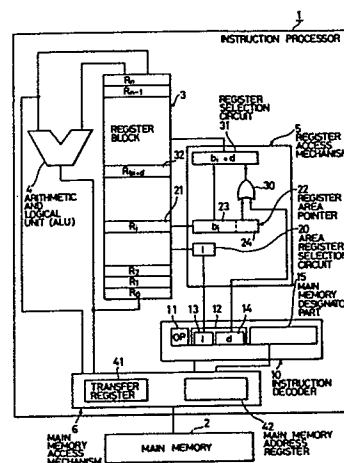 1
INSTRUCTION PROCESSOR
Rn
Rn-1
3
REGISTER SELECTION CIRCUIT
31
REGISTER BLOCK
bi + d
5
REGISTER ACCESS MECHANISM
4
ARITHMETIC AND LOGICAL UNIT (ALU)
32
Rbi+d
30
21
23
22
REGISTER AREA POINTER
Ri
bi
24
20
i
AREA REGISTER SELECTION CIRCUIT
15
MAIN MEMORY DESIGNATOR PART
R2
R1
R0
11
13
12
14
OP
i
d
10
INSTRUCTION DECODER
41
TRANSFER REGISTER
6
MAIN MEMORY ACCESS MECHANISM
2
MAIN MEMORY
42
MAIN MEMORY ADDRESS REGISTER